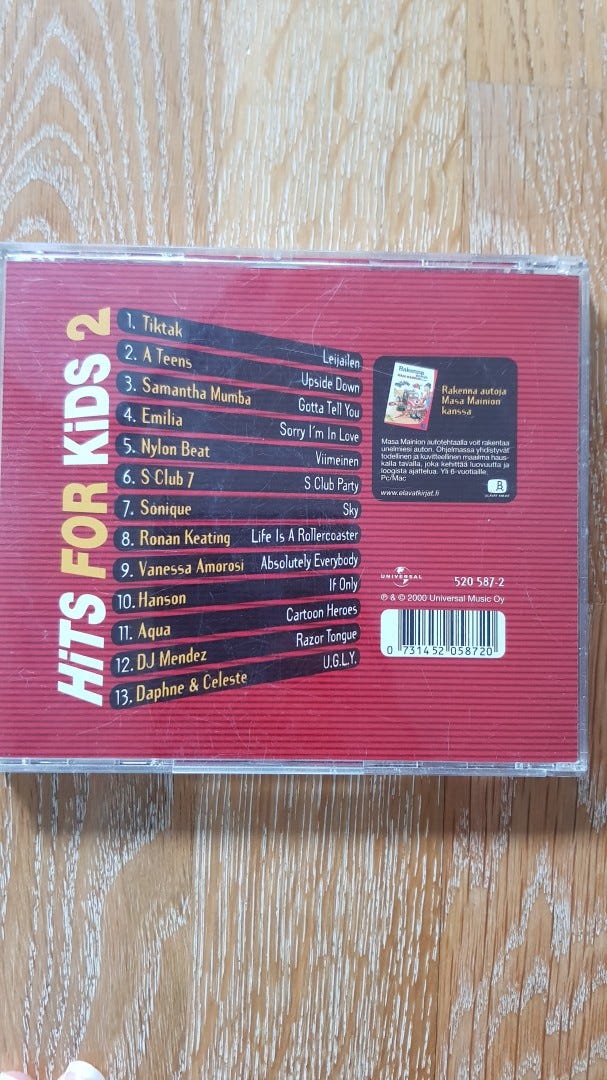 HiTS FOR KiDS 2
1. Tiktak Leijailen
2. A Teens Upside Down
3. Samantha Mumba Gotta Tell You
4. Emilia Sorry I'm In Love
5. Nylon Beat Viimeinen
6. S Club 7 S Club Party
7. Sonique Sky
8. Ronan Keating Life Is A Rollercoaster
9. Vanessa Amorosi Absolutely Everybody
10. Hanson If Only
11. Aqua Cartoon Heroes
12. DJ Mendez Razor Tongue
13. Daphne & Celeste U.G.L.Y.
Rakenna
Rakenna autoja
Masa Mainion
kanssa
Masa Mainion autotehtaalla voit rakentaa
unelmiesi auton. Ohjelmassa yhdistyvät
todellinen ja kuvitteellinen maailma haus-
kalla tavalla, joka kehittää luovuutta ja
loogista ajattelua. Yli 6-vuotiaille.
Pc/Mac
www.elavatkirjat.fi
UNIVERSAL
520 587-2
℗ & © 2000 Universal Music Oy
0 731452 058720